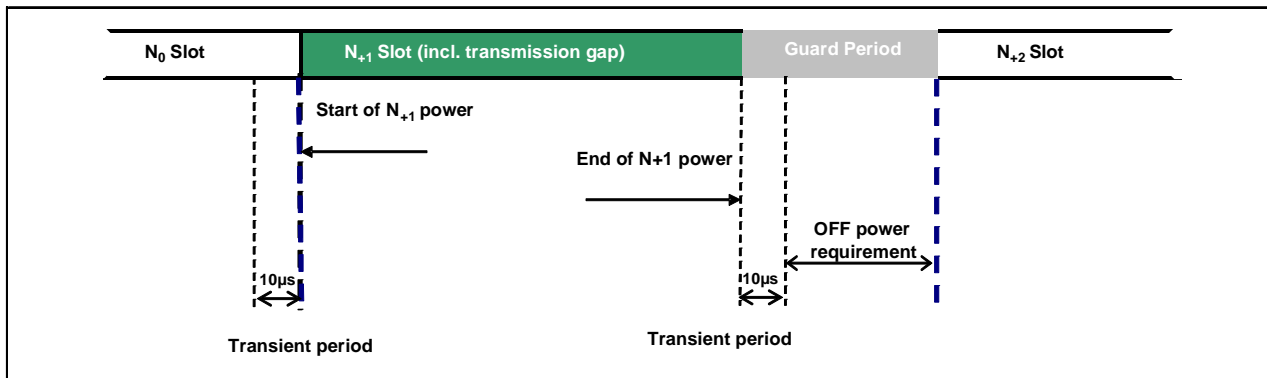 N0 Slot
N+1 Slot (incl. transmission gap)
Guard Period
N+2 Slot
Start of N+1 power
End of N+1 power
OFF power
requirement
10µs
10µs
Transient period
Transient period